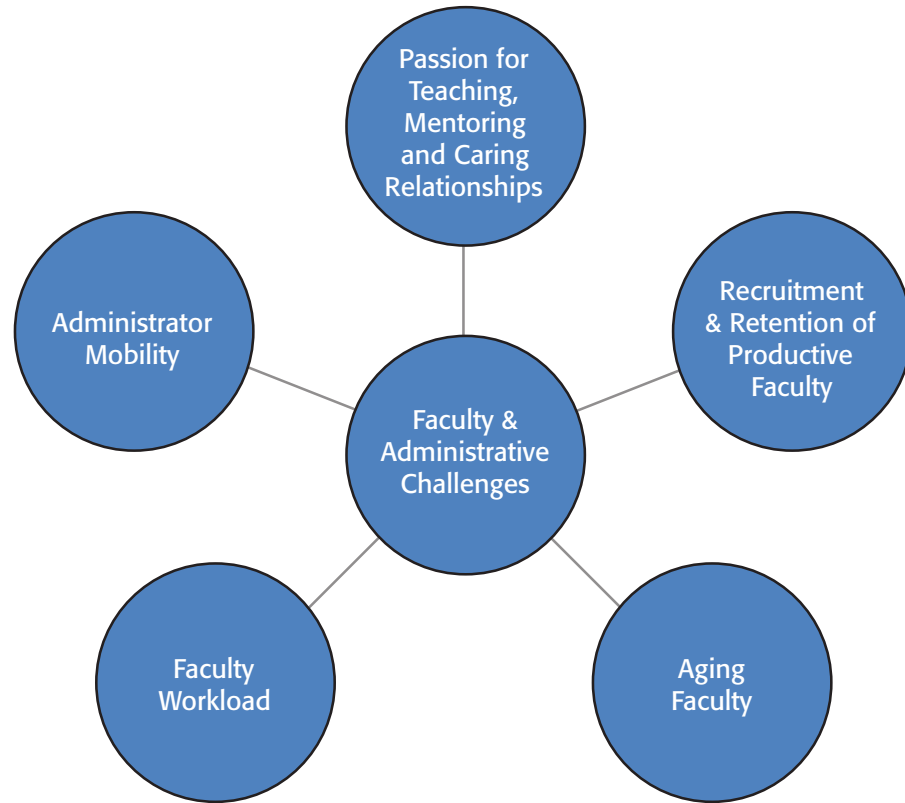 Passion for
Teaching,
Mentoring
and Caring
Relationships
Administrator
Mobility
Recruitment
& Retention of
Productive
Faculty
Faculty &
Administrative
Challenges
Faculty
Workload
Aging
Faculty